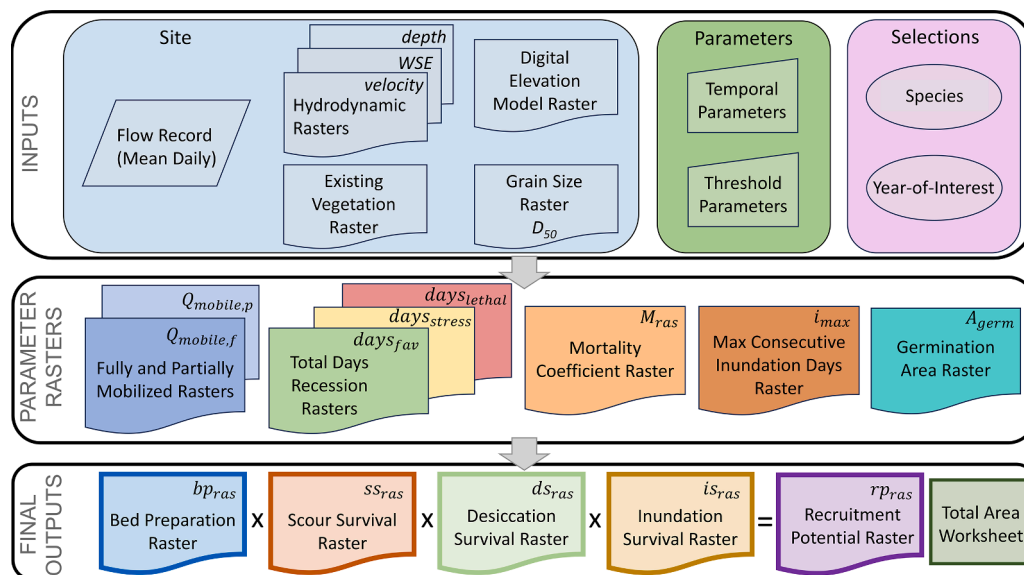 INPUTS
Site
Flow Record
(Mean Daily)
depth
WSE
velocity
Hydrodynamic
Rasters
Digital
Elevation
Model Raster
Existing
Vegetation
Raster
Grain Size
Raster
D50
Parameters
Temporal
Parameters
Threshold
Parameters
Selections
Species
Year-of-Interest
PARAMETER
RASTERS
Qmobile,p
Qmobile,f
Fully and Partially
Mobilized Rasters
dayslethal
daysstress
daysfav
Total Days
Recession
Rasters
Mras
Mortality
Coefficient Raster
imax
Max Consecutive
Inundation Days
Raster
Agerm
Germination
Area Raster
FINAL
OUTPUTS
bpras
Bed Preparation
Raster
x
ssras
Scour Survival
Raster
x
dsras
Desiccation
Survival Raster
x
isras
Inundation
Survival Raster
=
rpras
Recruitment
Potential Raster
Total Area
Worksheet